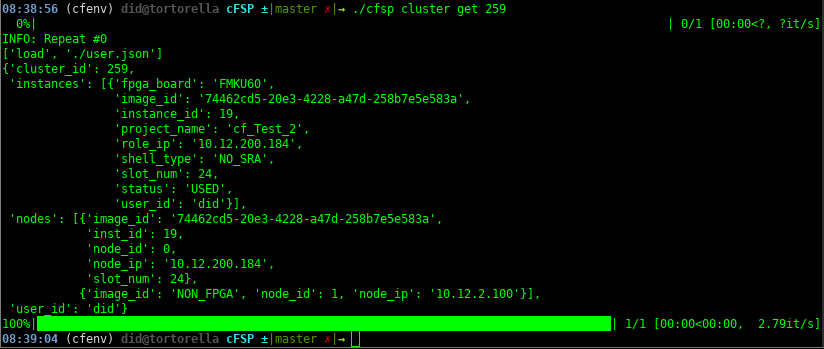 08:38:56 (cfenv) did@tortorella cFSP ±|master ✗|→ ./cfsp cluster get 259
  0%|                                                                                               | 0/1 [00:00<?, ?it/s]
INFO: Repeat #0
['load', './user.json']
{'cluster_id': 259,
 'instances': [{'fpga_board': 'FMKU60',
                'image_id': '74462cd5-20e3-4228-a47d-258b7e5e583a',
                'instance_id': 19,
                'project_name': 'cf_Test_2',
                'role_ip': '10.12.200.184',
                'shell_type': 'NO_SRA',
                'slot_num': 24,
                'status': 'USED',
                'user_id': 'did'}],
 'nodes': [{'image_id': '74462cd5-20e3-4228-a47d-258b7e5e583a',
            'inst_id': 19,
            'node_id': 0,
            'node_ip': '10.12.200.184',
            'slot_num': 24},
           {'image_id': 'NON_FPGA', 'node_id': 1, 'node_ip': '10.12.2.100'}],
 'user_id': 'did'}
100%|██████████████████████████████████████████████████████████████████████████████████████| 1/1 [00:00<00:00,  2.79it/s]
08:39:04 (cfenv) did@tortorella cFSP ±|master ✗|→